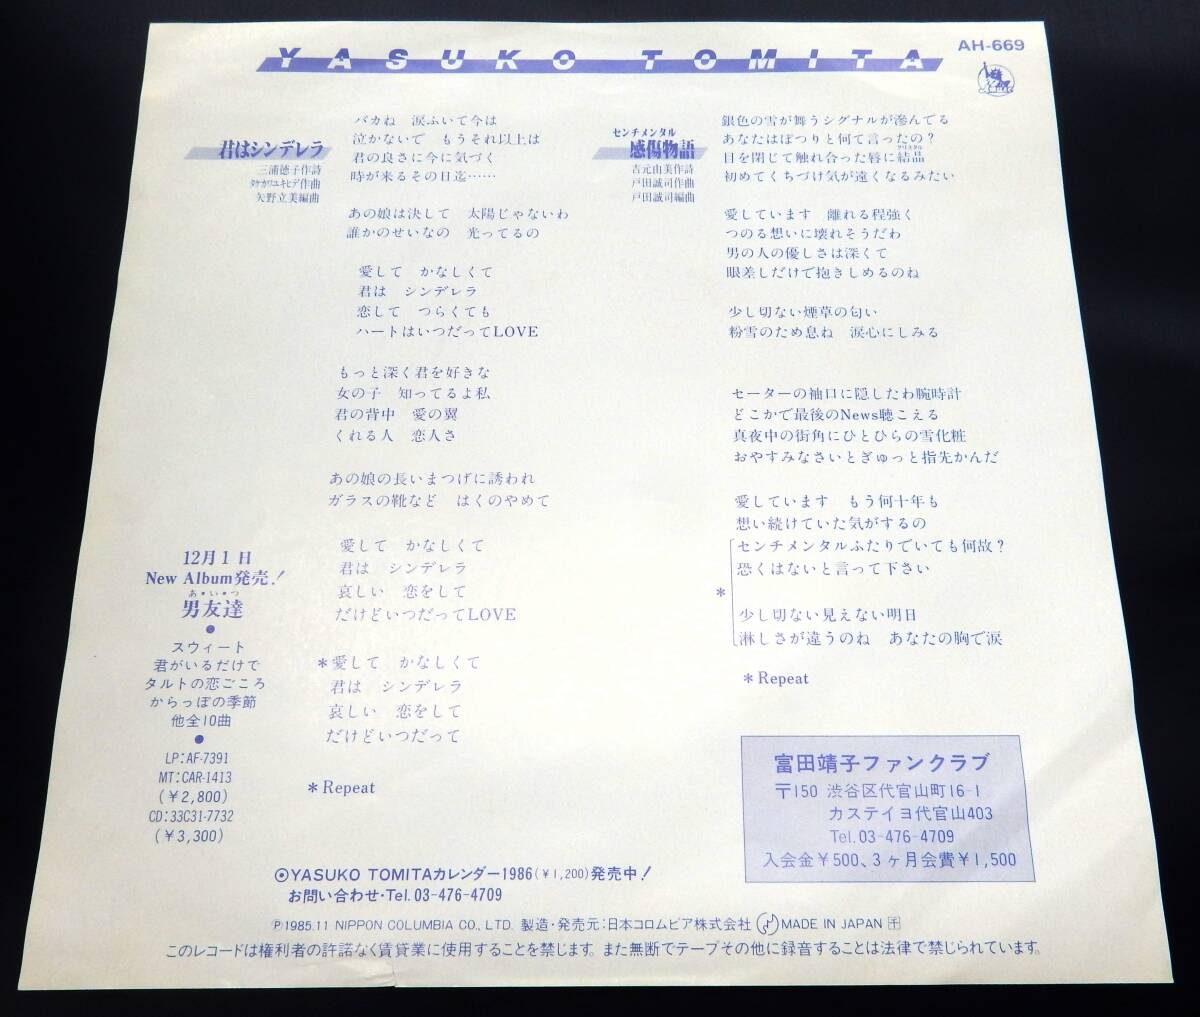 YASUKO TOMITA
AH-669
君はシンデレラ
三浦徳子作詩
タケカワユキヒデ作曲
矢野立美編曲
バカね　涙ふいて今は
泣かないで　もうそれ以上は
君の良さに今に気づく
時が来るその日迄……
あの娘は決して　太陽じゃないわ
誰かのせいなの　光ってるの
愛して　かなしくて
君は　シンデレラ
恋して　つらくても
ハートはいつだってLOVE
もっと深く君を好きな
女の子　知ってるよ私
君の背中　愛の翼
くれる人　恋人さ
あの娘の長いまつげに誘われ
ガラスの靴など　はくのやめて
愛して　かなしくて
君は　シンデレラ
哀しい　恋をして
だけどいつだってLOVE
*愛して　かなしくて
君は　シンデレラ
哀しい　恋をして
だけどいつだって
*Repeat
センチメンタル
感傷物語
吉元由美作詩
戸田誠司作曲
戸田誠司編曲
銀色の雪が舞うシグナルが滲んでる
あなたはぽつりと何て言ったの？
クリスタル
目を閉じて触れ合った唇に結晶
初めてくちづけ気が遠くなるみたい
愛しています　離れる程強く
つのる想いに壊れそうだわ
男の人の優しさは深くて
眼差しだけで抱きしめるのね
少し切ない煙草の匂い
粉雪のため息ね　涙心にしみる
セーターの袖口に隠したわ腕時計
どこかで最後のNews聴こえる
真夜中の街角にひとひらの雪化粧
おやすみなさいとぎゅっと指先かんだ
愛しています　もう何十年も
想い続けていた気がするの
センチメンタルふたりでいても何故？
恐くはないと言って下さい
*
少し切ない見えない明日
淋しさが違うのね　あなたの胸で涙
*Repeat
12月1日
New Album発売！
あ・い・つ
男友達
●
スウィート
君がいるだけで
タルトの恋ごころ
からっぽの季節
他全10曲
●
LP：AF-7391
MT：CAR-1413
（￥2,800）
CD：33C31-7732
（￥3,300）
富田靖子ファンクラブ
〒150 渋谷区代官山町16-1
カステイヨ代官山403
Tel.03-476-4709
入会金￥500、3ヶ月会費￥1,500
◎YASUKO TOMITAカレンダー1986（￥1,200）発売中！
お問い合わせ・Tel.03-476-4709
Ⓟ1985.11 NIPPON COLUMBIA CO., LTD. 製造・発売元：日本コロムビア株式会社 MADE IN JAPAN 干
このレコードは権利者の許諾なく賃貸業に使用することを禁じます。また無断でテープその他に録音することは法律で禁じられています。